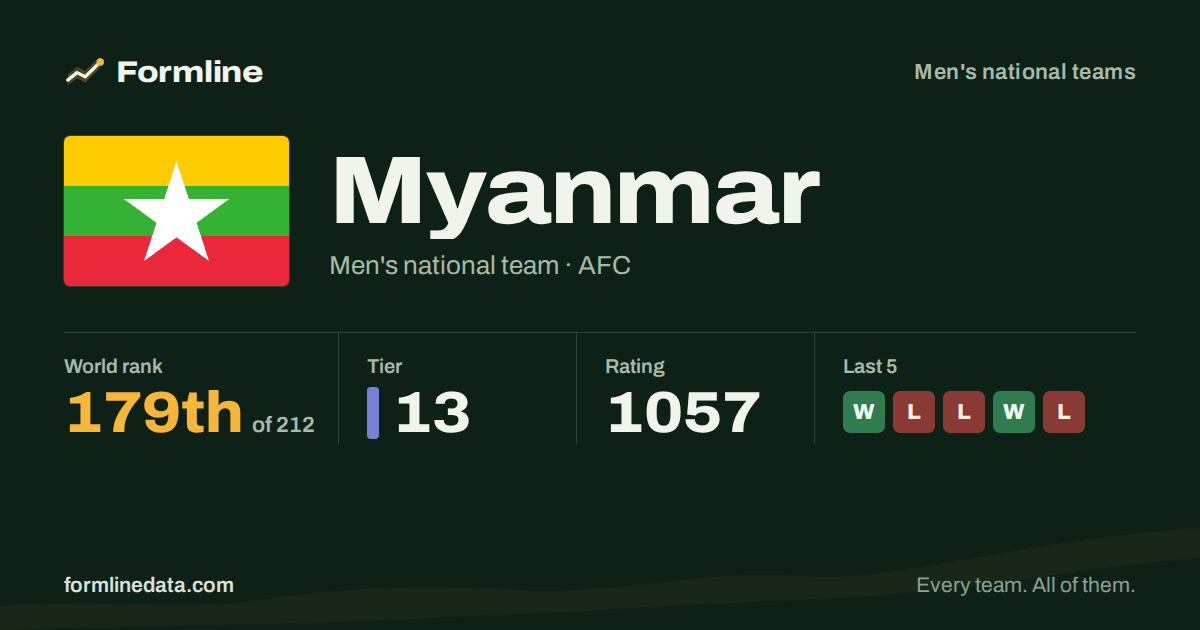 Formline
Men's national teams
Myanmar
Men's national team · AFC
World rank
179th of 212
Tier
13
Rating
1057
Last 5
W L L W L
formlinedata.com
Every team. All of them.